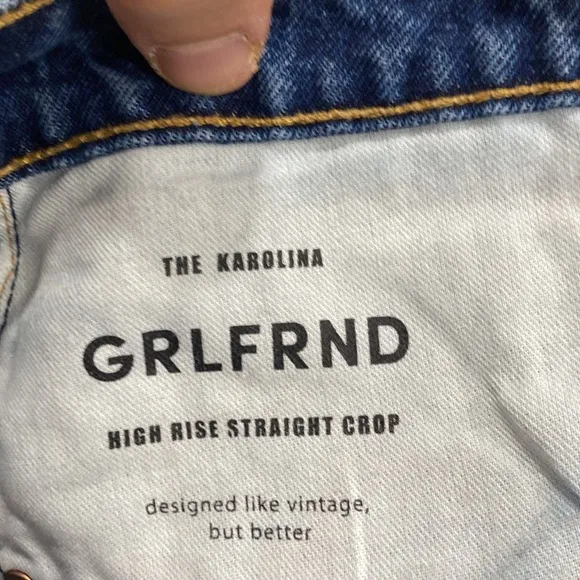 THE KAROLINA
GRLFRND
HIGH RISE STRAIGHT CROP
designed like vintage,
but better